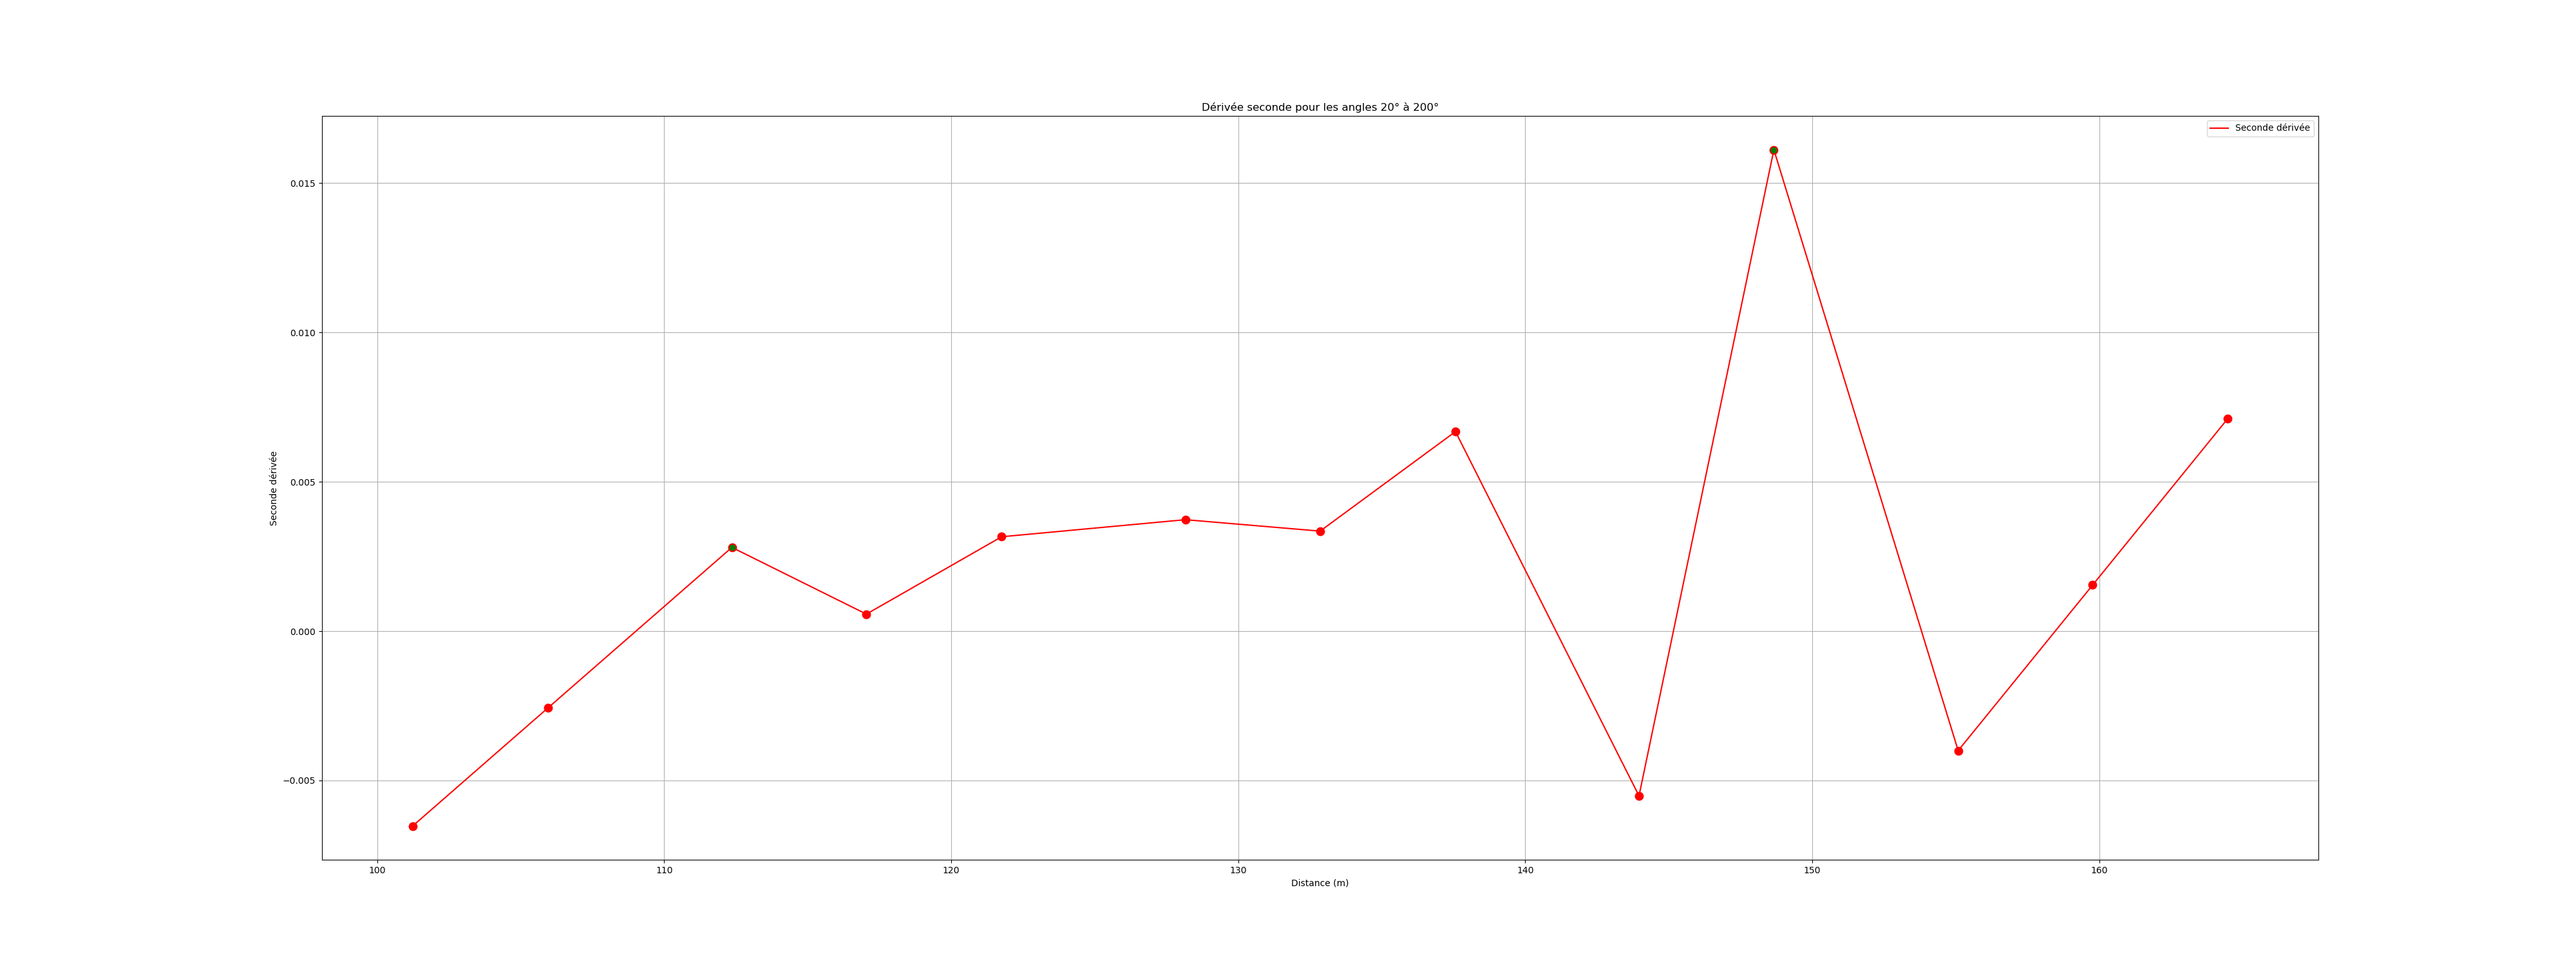 Dérivée seconde pour les angles 20° à 200°
Seconde dérivée
0.015
0.010
0.005
0.000
−0.005
Seconde dérivée
100 110 120 130 140 150 160
Distance (m)